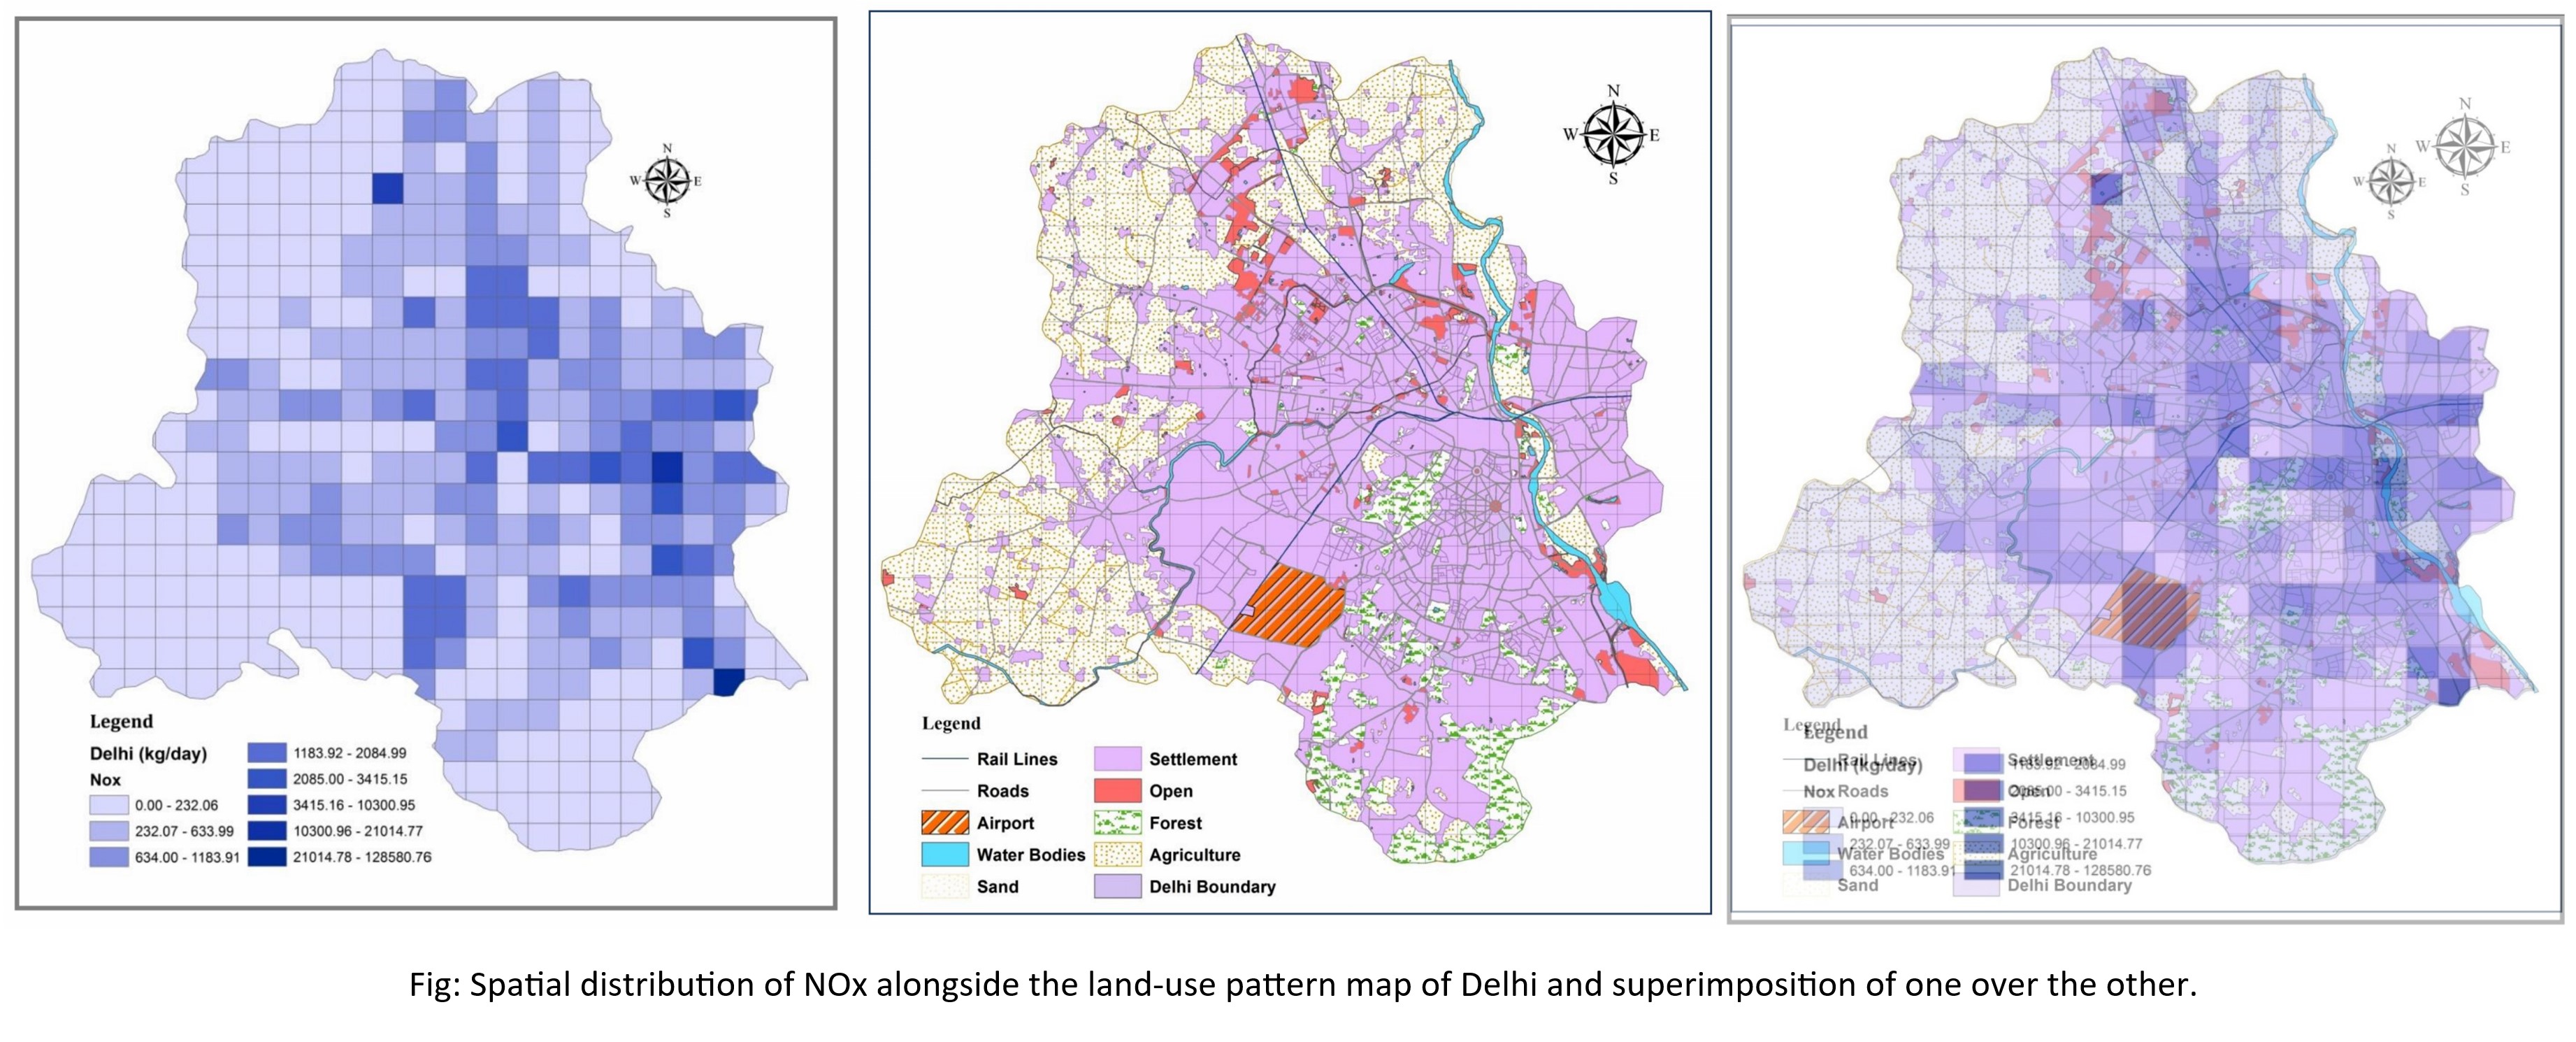 N
W E
S
Legend
Delhi (kg/day)
Nox
0.00 - 232.06
232.07 - 633.99
634.00 - 1183.91
1183.92 - 2084.99
2085.00 - 3415.15
3415.16 - 10300.95
10300.96 - 21014.77
21014.78 - 128580.76
N
W E
S
Legend
Rail Lines
Roads
Airport
Water Bodies
Sand
Settlement
Open
Forest
Agriculture
Delhi Boundary
N
W E
S
N
W E
S
Legend
Legend
Rail Lines
Delhi (kg/day)
Nox Roads
Airport
0.00 - 232.06
232.07 - 633.99
Water Bodies
634.00 - 1183.91
Sand
Settlement
1183.92 - 2084.99
Open
2085.00 - 3415.15
3415.16 - 10300.95
Forest
10300.96 - 21014.77
Agriculture
21014.78 - 128580.76
Delhi Boundary
Fig: Spatial distribution of NOx alongside the land-use pattern map of Delhi and superimposition of one over the other.